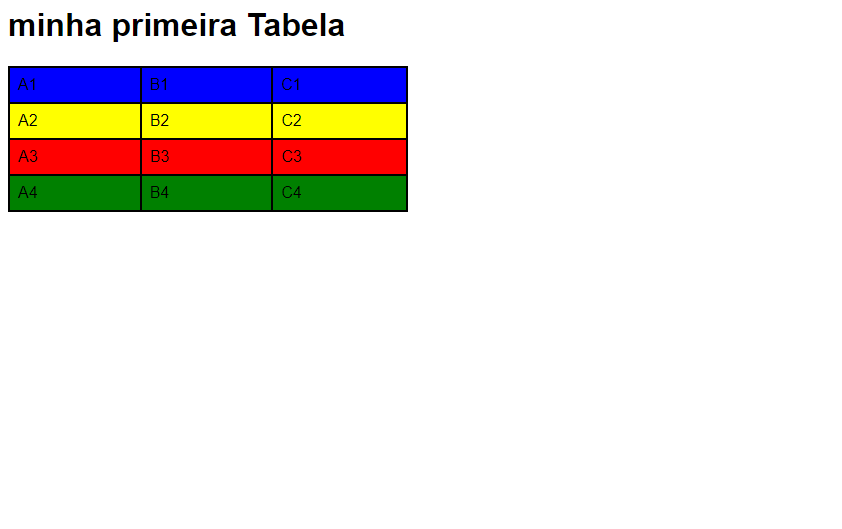 minha primeira Tabela
A1 B1 C1
A2 B2 C2
A3 B3 C3
A4 B4 C4